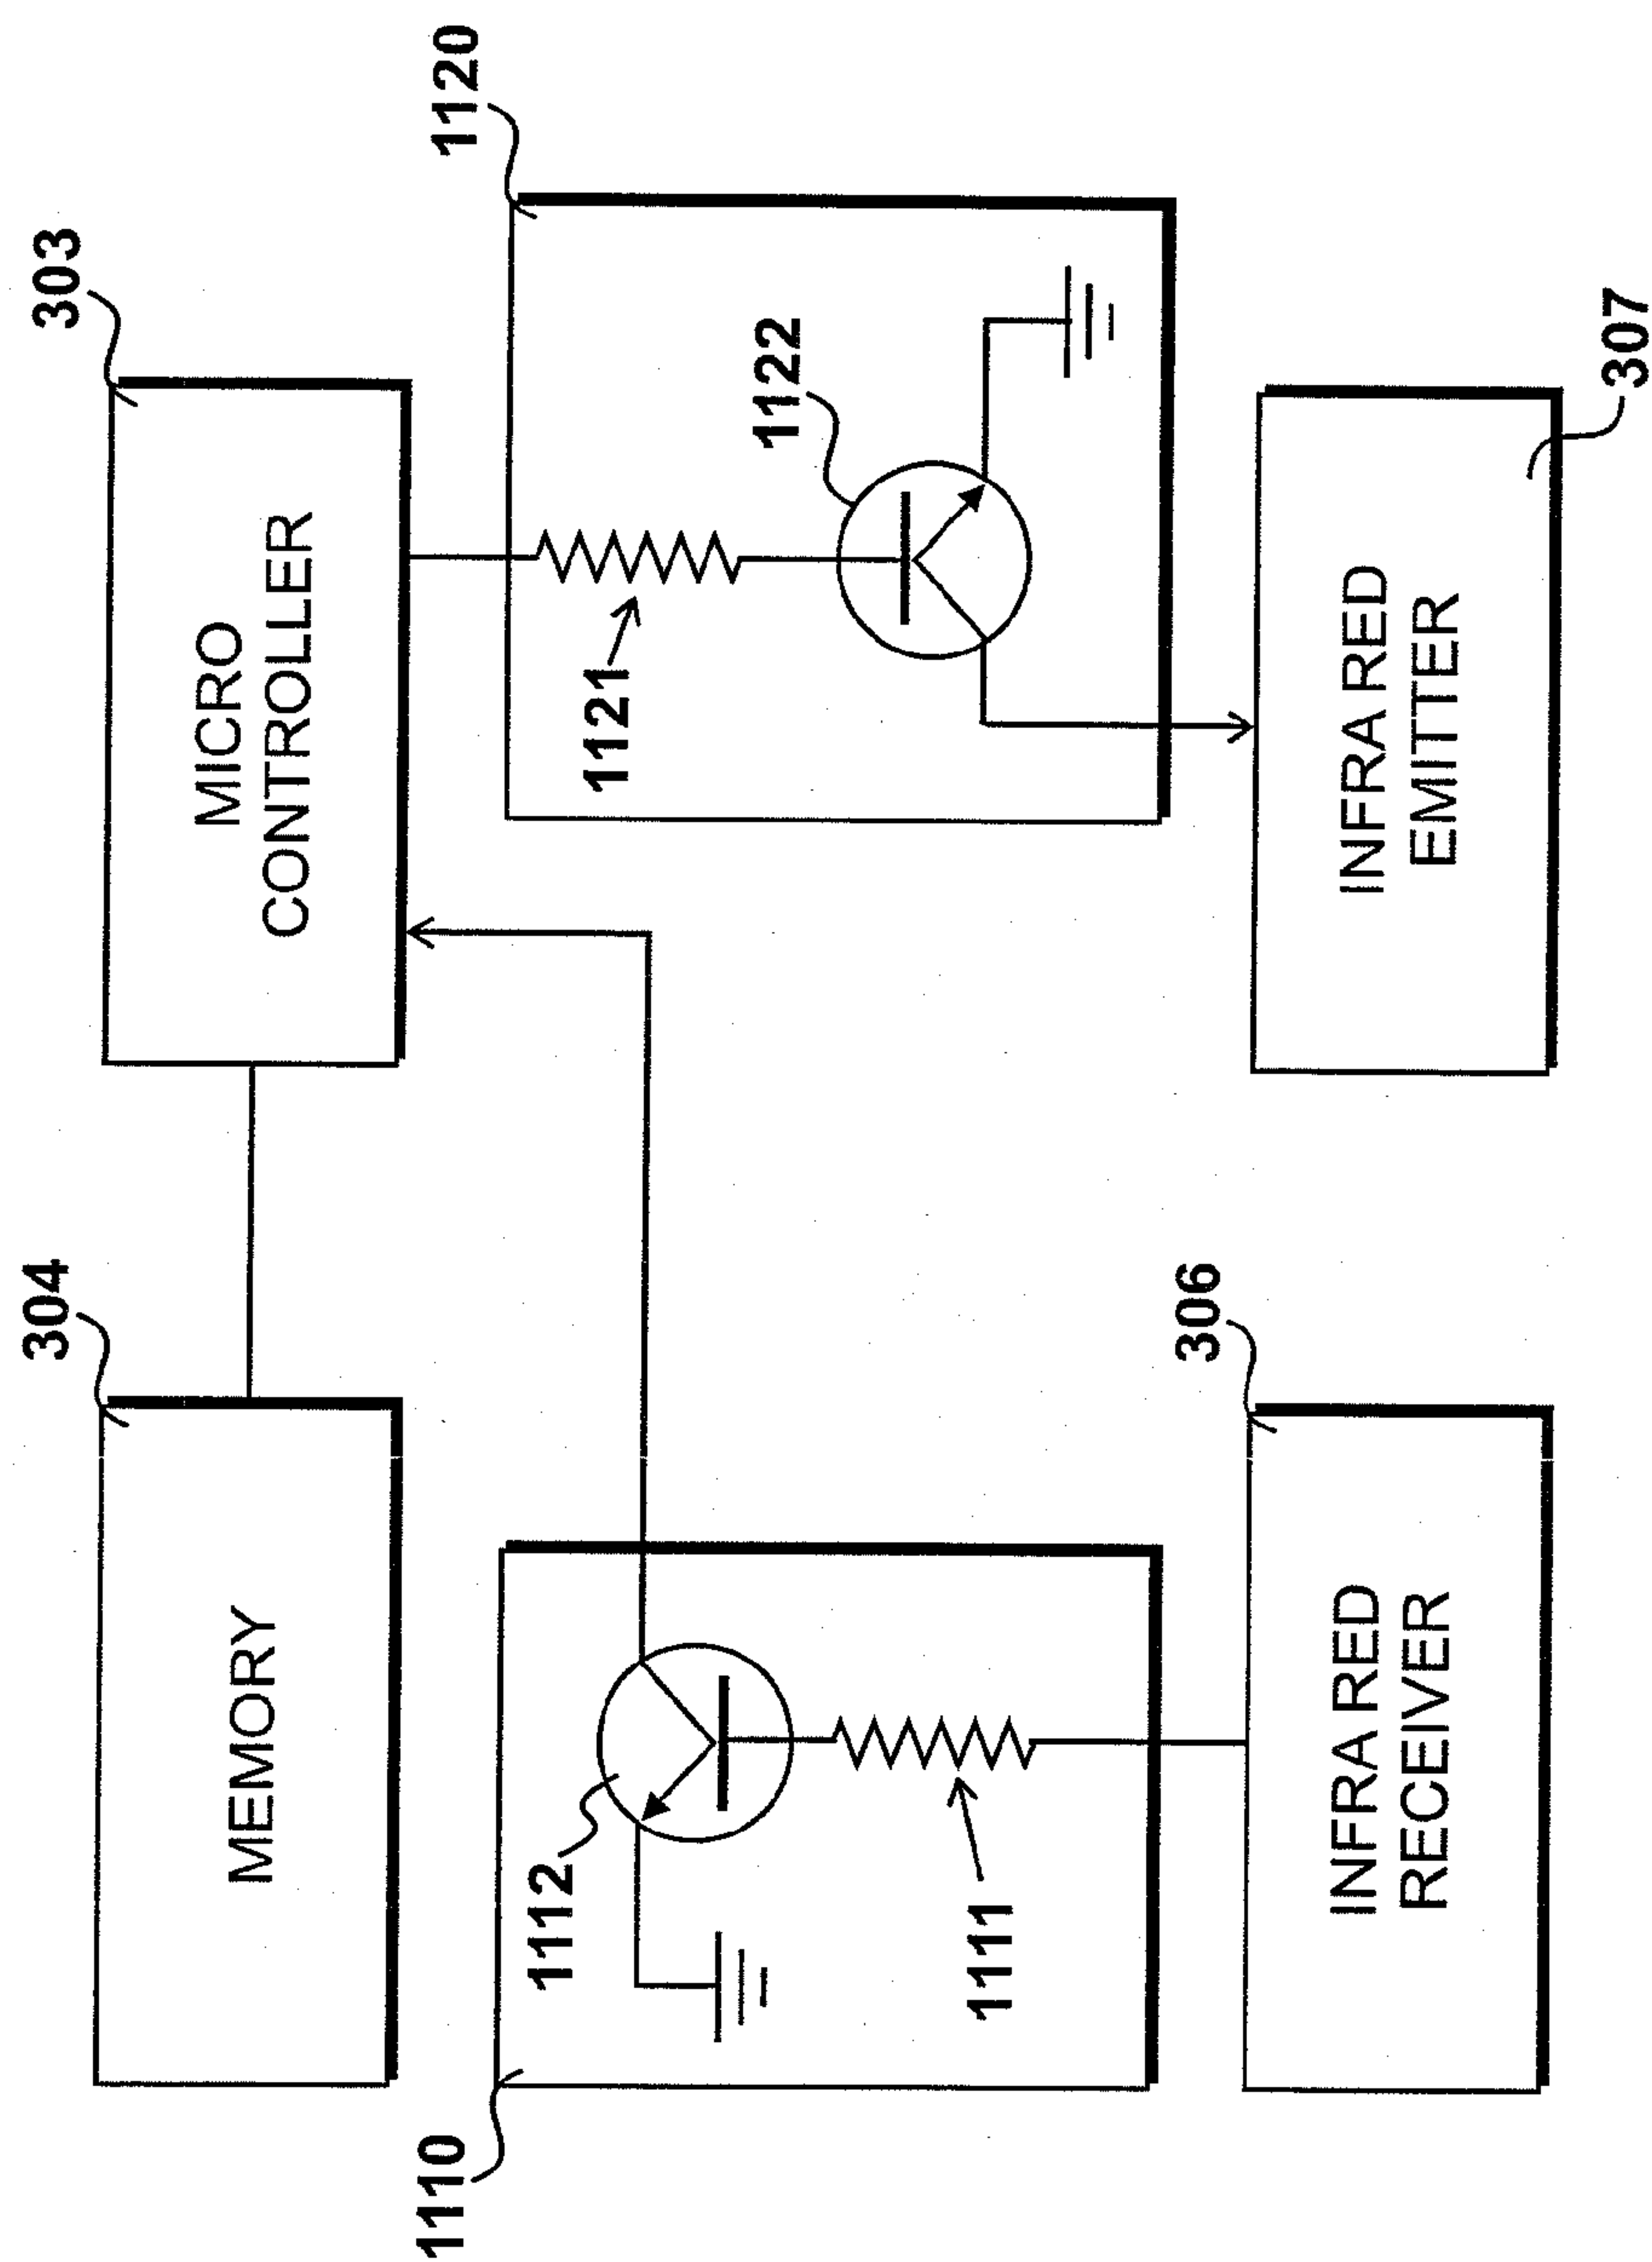 304
303
MEMORY
MICRO
CONTROLLER
1110
1120
1112
1121
1122
1111
306
INFRA RED
RECEIVER
INFRA RED
EMITTER
307